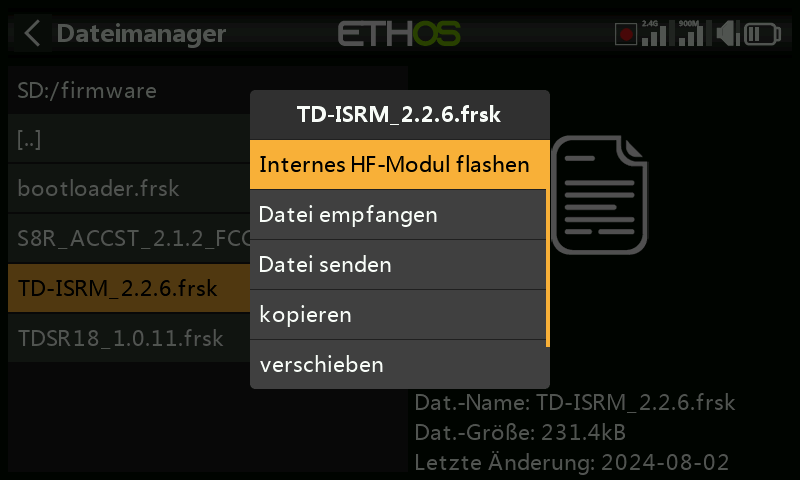 Dateimanager
ETHOS
2.4G
900M
SD:/firmware
[..]
bootloader.frsk
S8R_ACCST_2.1.2_FCC
TD-ISRM_2.2.6.frsk
TDSR18_1.0.11.frsk
TD-ISRM_2.2.6.frsk
Internes HF-Modul flashen
Datei empfangen
Datei senden
kopieren
verschieben
Dat.-Name: TD-ISRM_2.2.6.frsk
Dat.-Größe: 231.4kB
Letzte Änderung: 2024-08-02